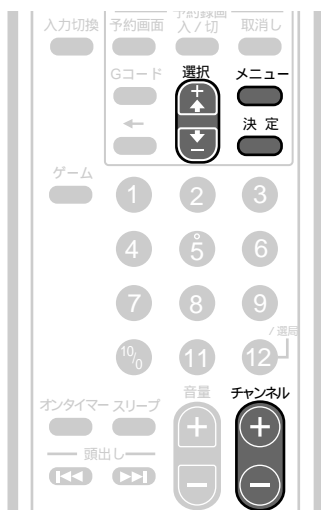 予約録画
入力切換 予約画面 入/切 取消し
Gコード 選択 メニュー
+
← 決定
−
ゲーム
1 2 3
4 5 6
7 8 9
/選局
10/0 11 12
音量 チャンネル
オンタイマー スリープ
+ +
頭出し
− −